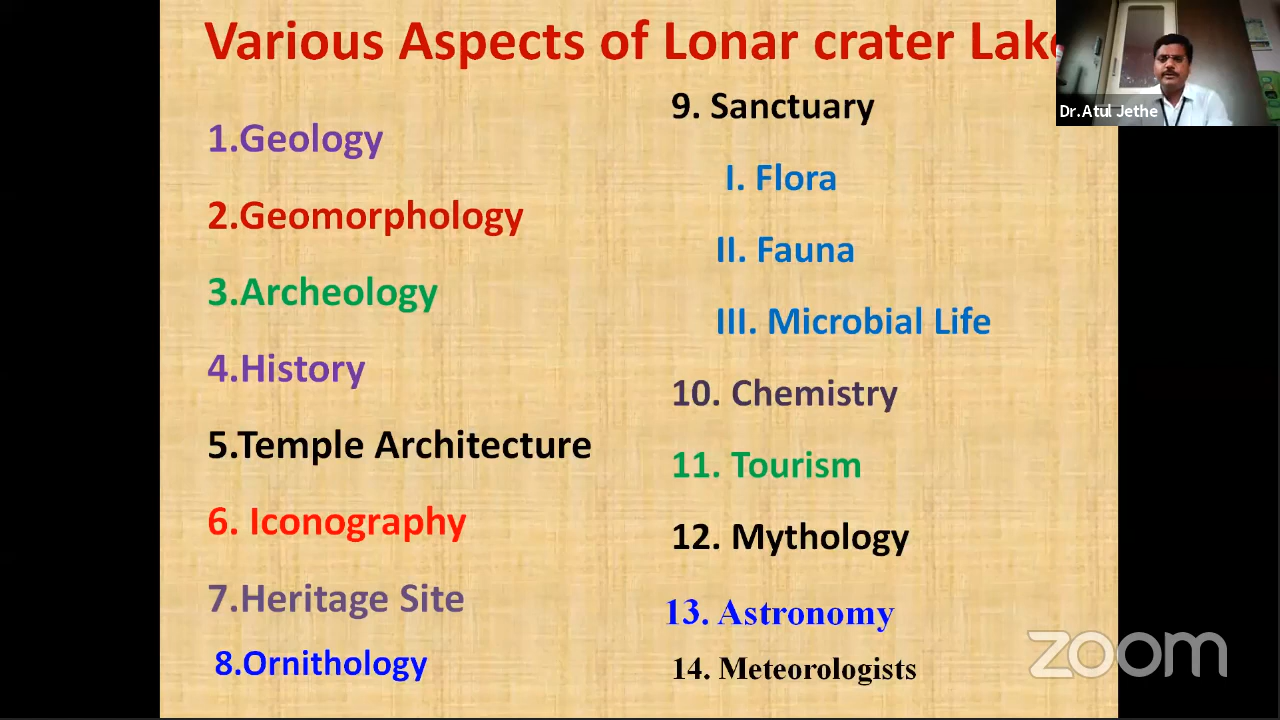 Various Aspects of Lonar crater Lake
1.Geology
2.Geomorphology
3.Archeology
4.History
5.Temple Architecture
6. Iconography
7.Heritage Site
8.Ornithology
9. Sanctuary
I. Flora
II. Fauna
III. Microbial Life
10. Chemistry
11. Tourism
12. Mythology
13. Astronomy
14. Meteorologists
Dr.Atul Jethe
zoom